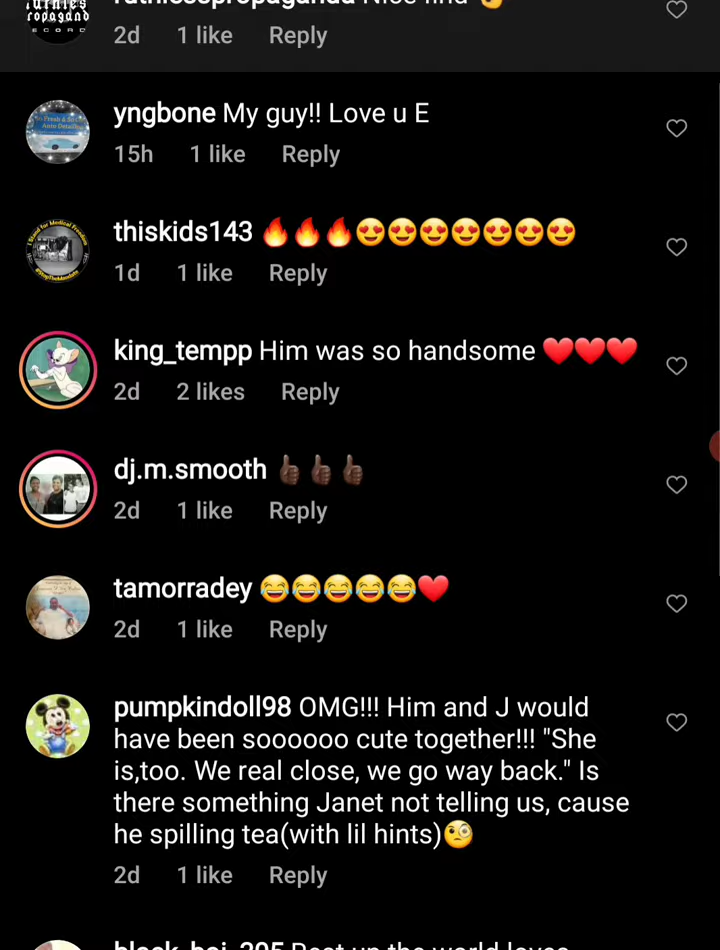 2d 1 like Reply
yngbone My guy!! Love u E
15h 1 like Reply
thiskids143 🔥🔥🔥😍😍😍😍😍😍😍
1d 1 like Reply
king_tempp Him was so handsome ❤️❤️❤️
2d 2 likes Reply
dj.m.smooth 👍🏿👍🏿👍🏿
2d 1 like Reply
tamorradey 😂😂😂😂😂❤️
2d 1 like Reply
pumpkindoll98 OMG!!! Him and J would
have been soooooo cute together!!! "She
is,too. We real close, we go way back." Is
there something Janet not telling us, cause
he spilling tea(with lil hints)🧐
2d 1 like Reply